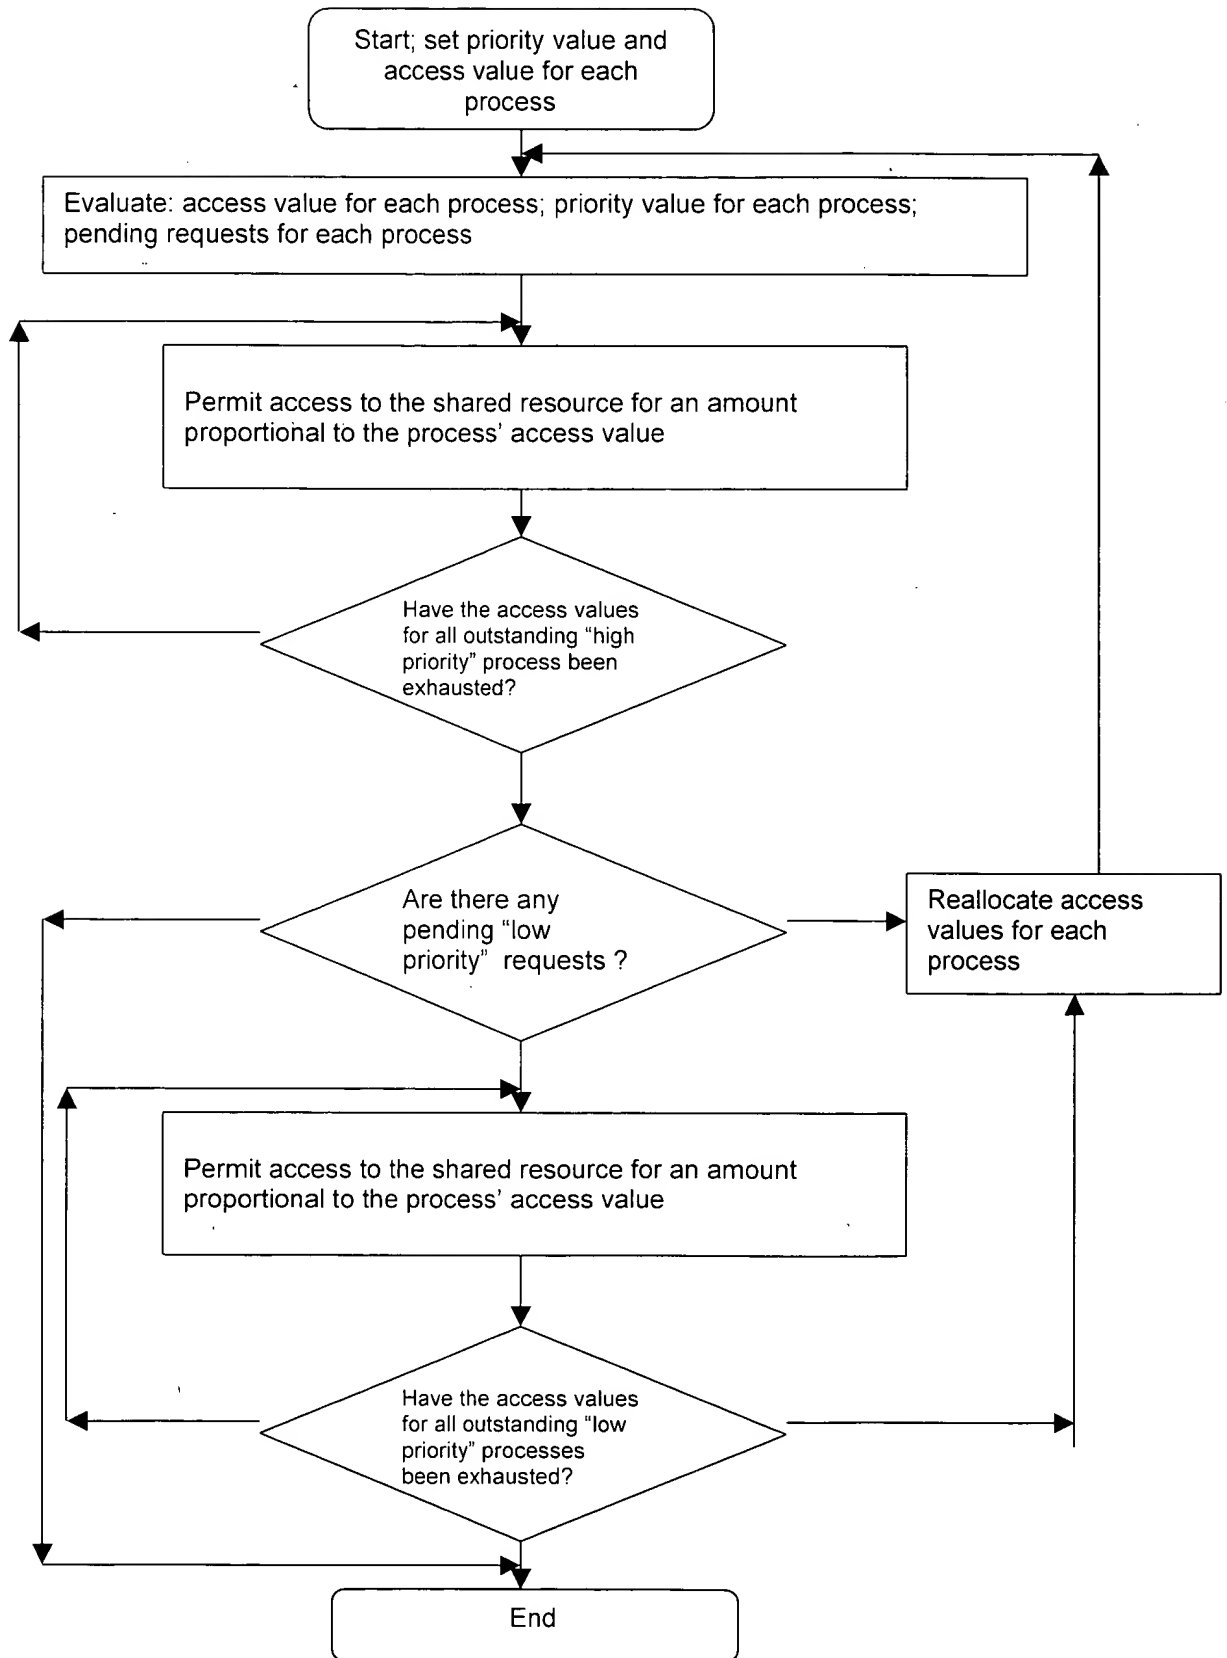 Start; set priority value and
access value for each
process
Evaluate: access value for each process; priority value for each process;
pending requests for each process
Permit access to the shared resource for an amount
proportional to the process’ access value
Have the access values
for all outstanding “high
priority” process been
exhausted?
Are there any
pending “low
priority” requests ?
Reallocate access
values for each
process
Permit access to the shared resource for an amount
proportional to the process’ access value
Have the access values
for all outstanding “low
priority” processes
been exhausted?
End